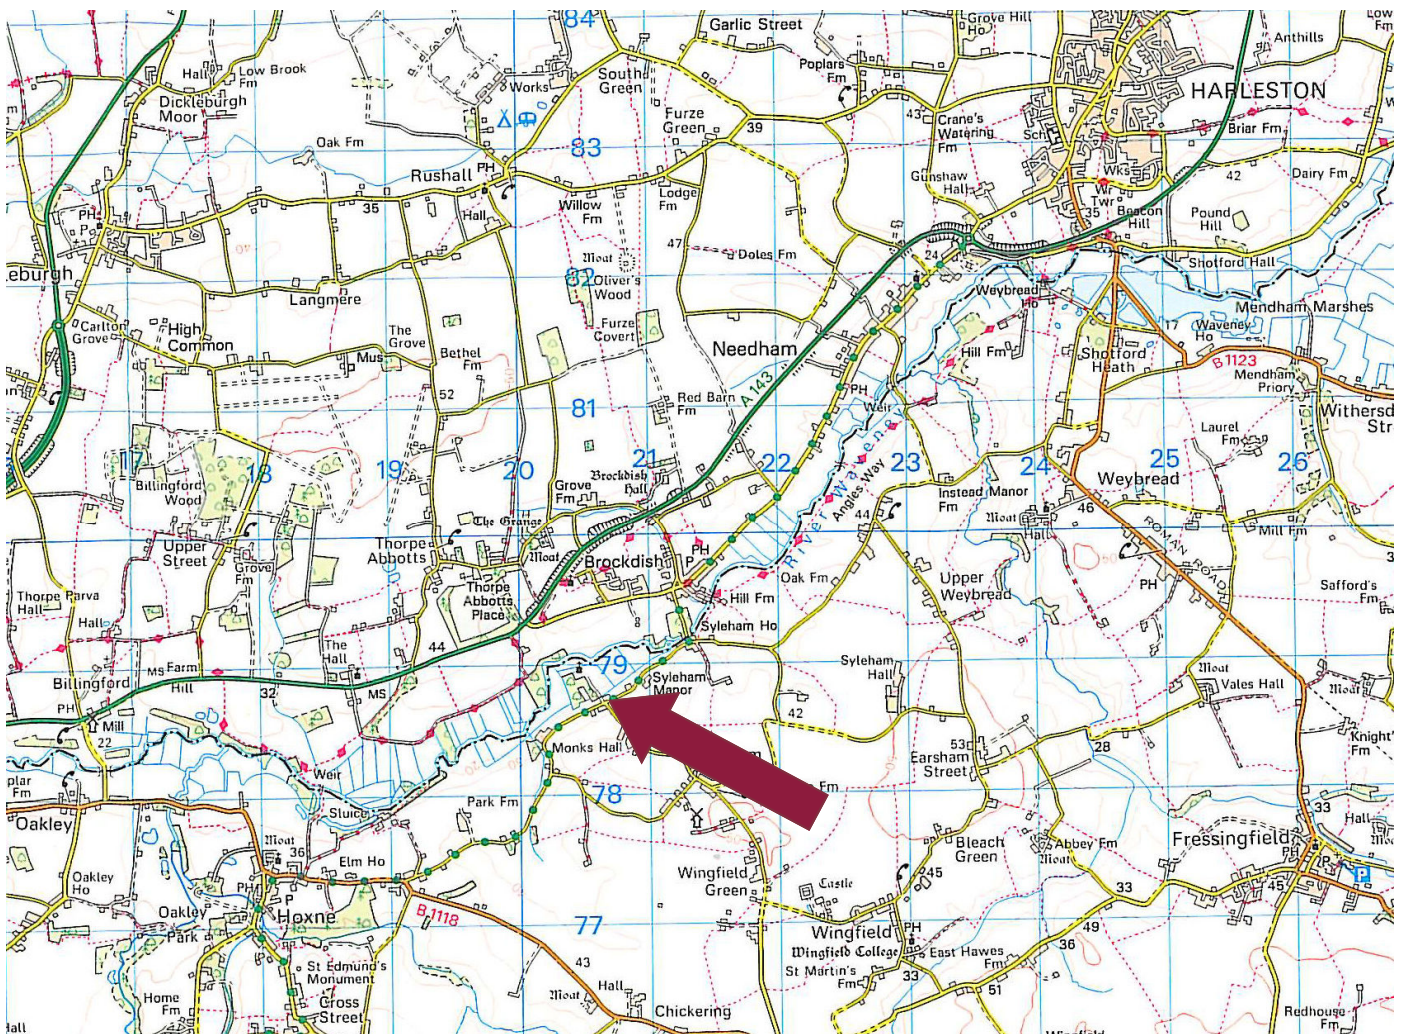 84
Garlic Street
Grove Hill
Ho
Low
Fm
Anthills
Hall
Low Brook
Fm
Works
South
Green
Poplars
Fm
HARLESTON
Dickleburgh
Moor
Furze
Green
39
43
Crane's
Watering
Fm
Sch
Briar Fm
Oak Fm
83
Rushall
PH
Gunshaw
Hall
Wks
Twr
42
Dairy Fm
35
Willow
Fm
Lodge
Fm
35
Beacon
Hill
Pound
Hill
PH
P
Hall
40
47
Doles Fm
24
Shotford Hall
Moat
82
Oliver's
Wood
leburgh
Langmere
Weybread
Ho
Mendham Marshes
Carlton
Grove
High
Common
The
Grove
Furze
Covert
Needham
17
Waveney
Ho
Mus
Bethel
Fm
Hill Fm
Shotford
Heath
B 1123
Mendham
Priory
52
A 143
PH
Red Barn
Fm
81
Weir
Withersd
Str
Laurel
Fm
17
18
19
20
21
22
23
24
25
26
Billingford
Wood
Brockdish
Hall
Grove
Fm
River Waveney
Angles Way
Instead Manor
Fm
Weybread
46
The Grange
Moat
Hall
44
Mill Fm
Upper
Street
Thorpe
Abbotts
Moat
PH
P
ROMAN ROAD
Grove
Fm
Brockdish
Oak Fm
Upper
Weybread
PH
Safford's
Fm
Thorpe Parva
Hall
Thorpe
Abbotts
Place
Hill Fm
8
Hall
Syleham Ho
The
Hall
44
79
MS
Farm
Hill
Syleham
Hall
Moat
Billingford
32
MS
Syleham
Manor
Vales Hall
Moat
PH
Mill
22
42
Knight's
Fm
Monks Hall
53
Earsham
Street
28
Weir
plar
Fm
78
Fm
Park Fm
Sluice
33
Oakley
Hall
Moat
36
Fressingfield
Bleach
Green
Abbey Fm
Moat
Elm Ho
Oakley
Ho
Wingfield
Green
Castle
245
33
P
45
PH
P
Hoxne
B 1118
77
Oakley
Park
Wingfield
PH
49
Wingfield College
East Hawes
Fm
36
St Edmund's
Monument
43
St Martin's
Fm
33
51
Home
Fm
Cross
Street
Moat
Hall
Chickering
Redhouse
Fm
Hall